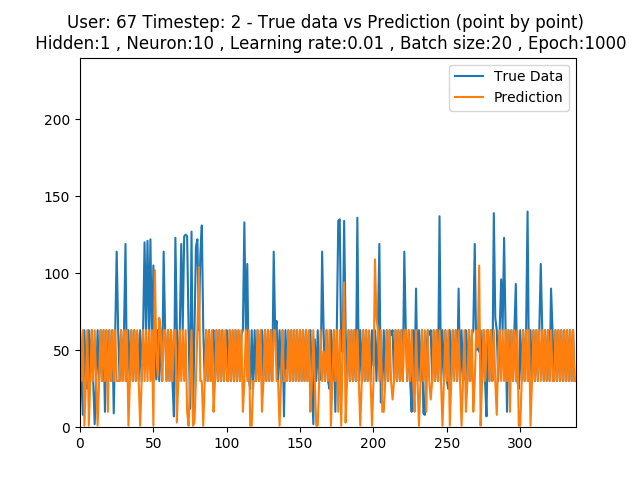 User: 67 Timestep: 2 - True data vs Prediction (point by point)
Hidden:1 , Neuron:10 , Learning rate:0.01 , Batch size:20 , Epoch:1000
True Data
Prediction
200
150
100
50
0
0 50 100 150 200 250 300